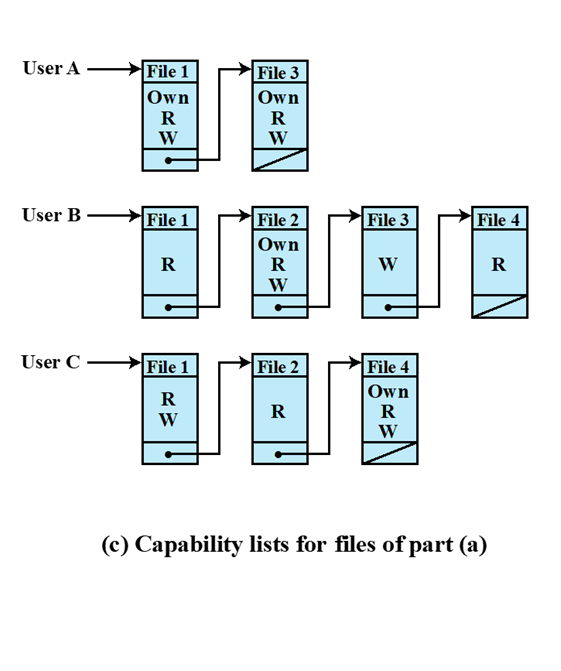 User A
File 1
Own
R
W
File 3
Own
R
W
User B
File 1
R
File 2
Own
R
W
File 3
W
File 4
R
User C
File 1
R
W
File 2
R
File 4
Own
R
W
(c) Capability lists for files of part (a)